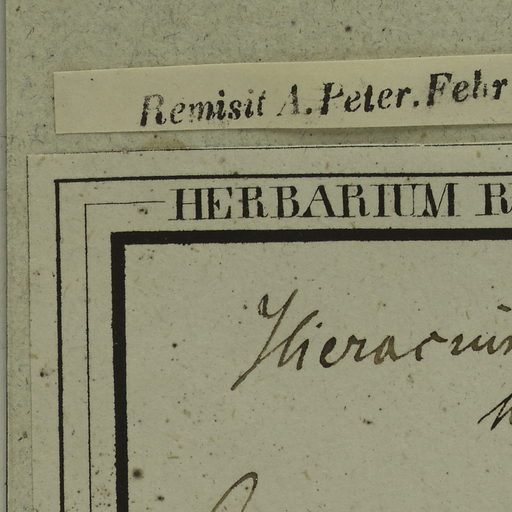 Remisit A. Peter. Febr
HERBARIUM R
Hieracium